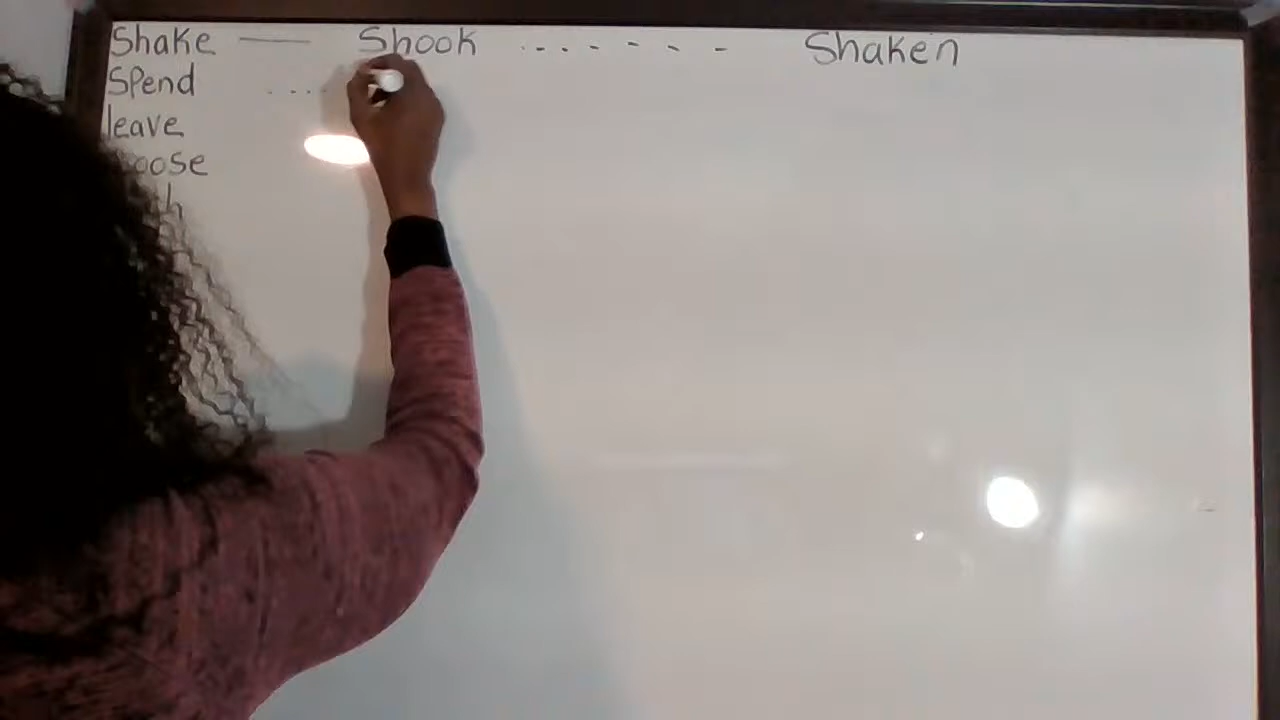 Shake —— Shook ....... Shaken
Spend ....
leave